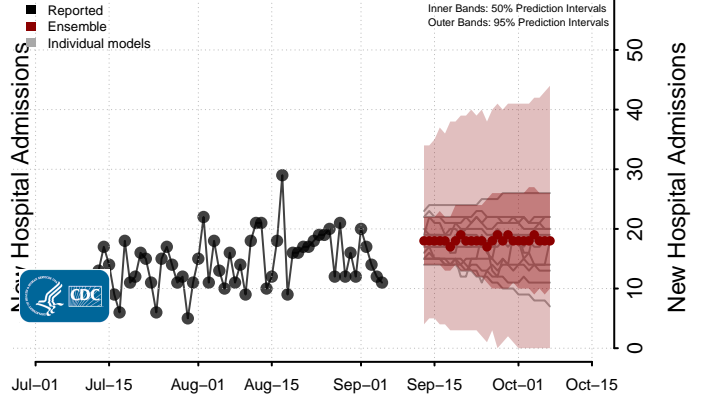 Reported
Ensemble
Individual models
Inner Bands: 50% Prediction Intervals
Outer Bands: 95% Prediction Intervals
New Hospital Admissions
CDC
50
40
30
20
10
0
New Hospital Admissions
Jul–01
Jul–15
Aug–01
Aug–15
Sep–01
Sep–15
Oct–01
Oct–15